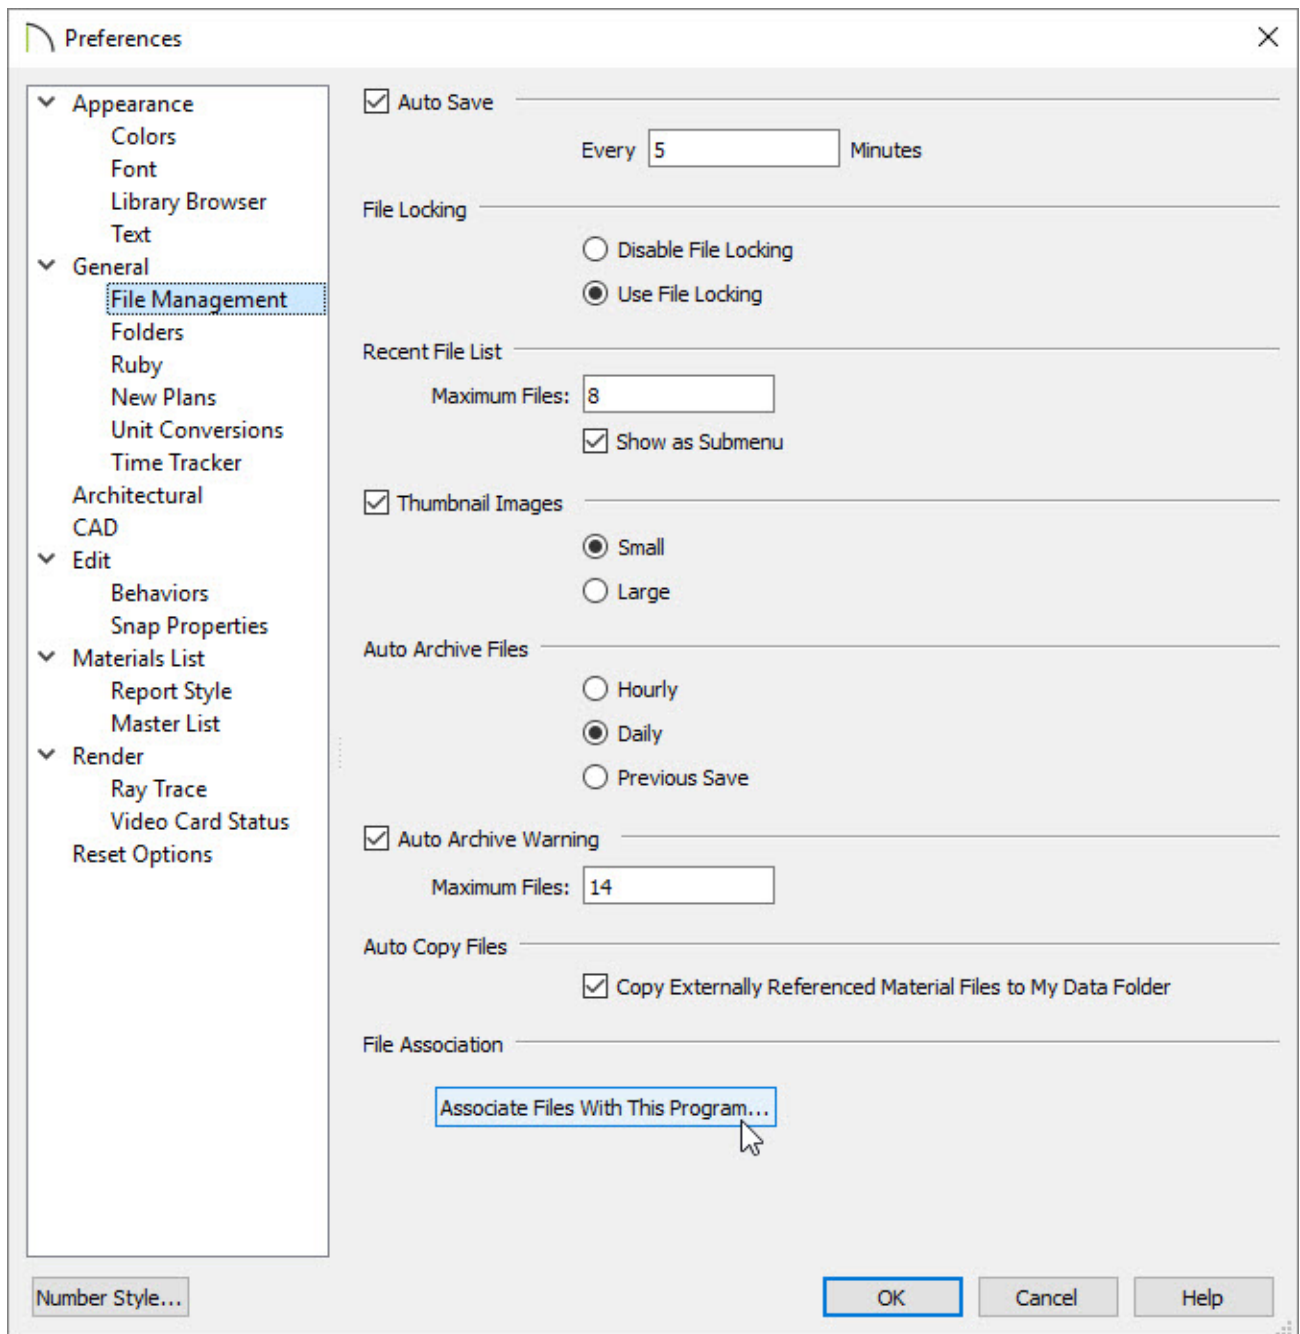 Preferences
Appearance
Colors
Font
Library Browser
Text
General
File Management
Folders
Ruby
New Plans
Unit Conversions
Time Tracker
Architectural
CAD
Edit
Behaviors
Snap Properties
Materials List
Report Style
Master List
Render
Ray Trace
Video Card Status
Reset Options
Auto Save
Every 5 Minutes
File Locking
Disable File Locking
Use File Locking
Recent File List
Maximum Files: 8
Show as Submenu
Thumbnail Images
Small
Large
Auto Archive Files
Hourly
Daily
Previous Save
Auto Archive Warning
Maximum Files: 14
Auto Copy Files
Copy Externally Referenced Material Files to My Data Folder
File Association
Associate Files With This Program...
Number Style... OK Cancel Help